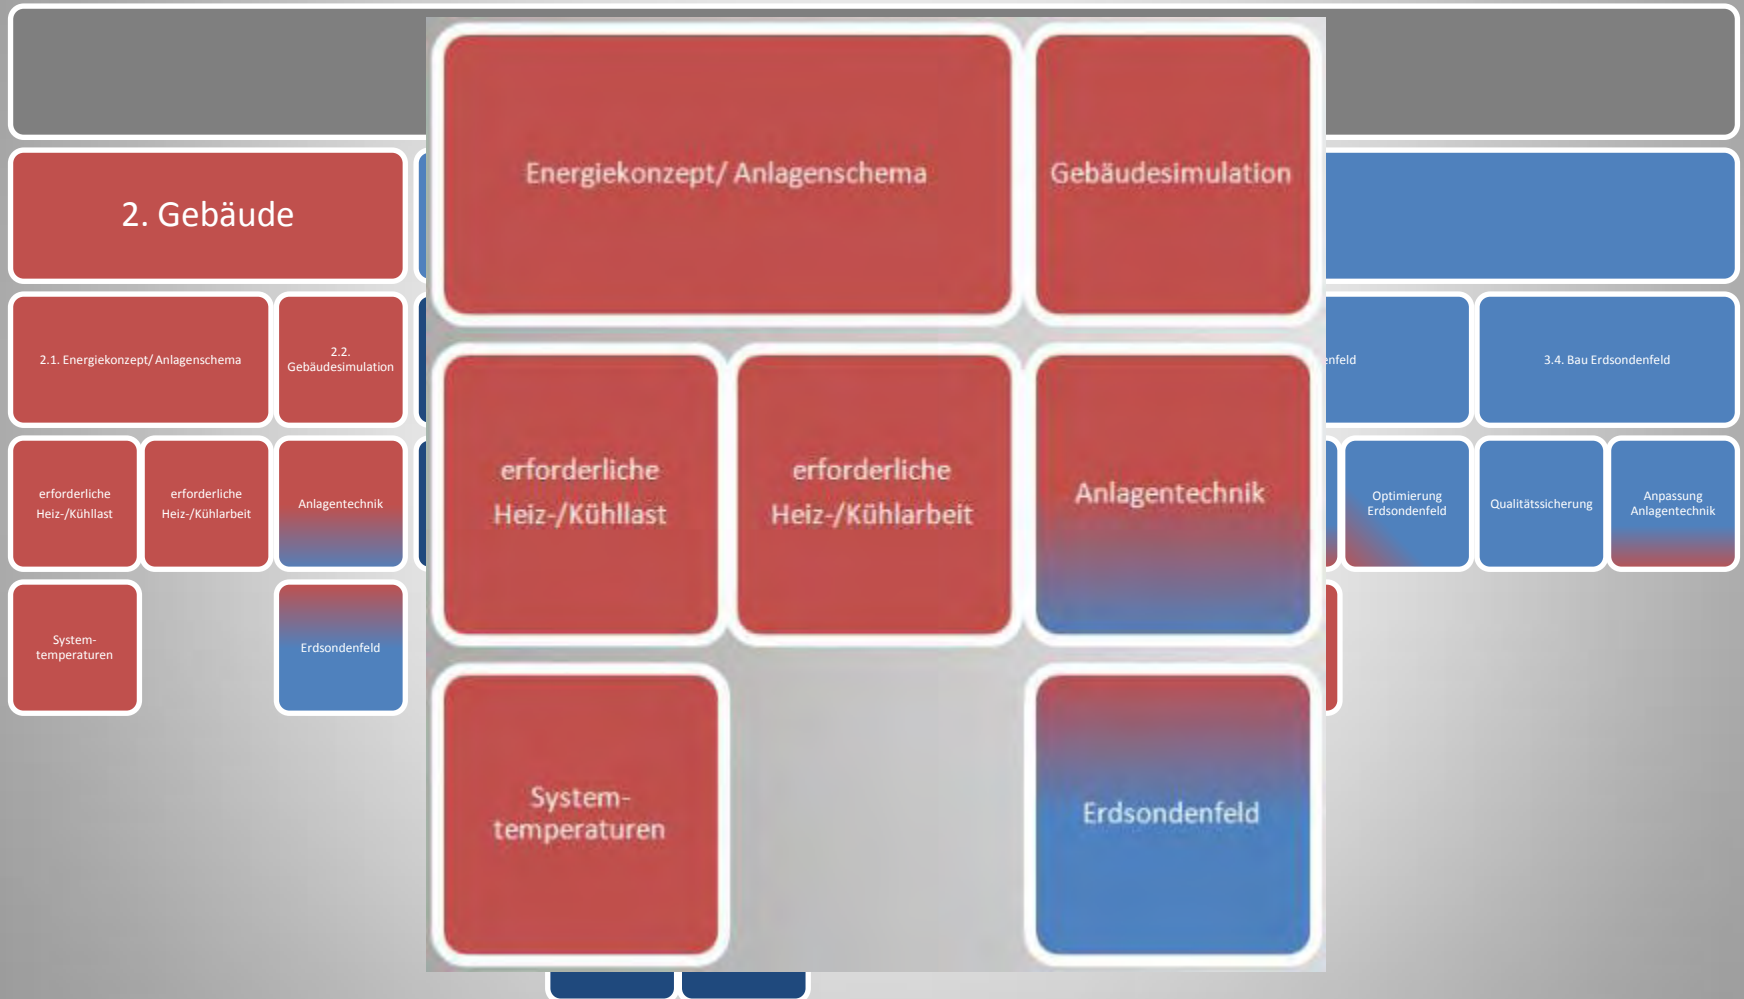 2. Gebäude
2.1. Energiekonzept/ Anlagenschema
2.2.
Gebäudesimulation
erforderliche
Heiz-/Kühllast
erforderliche
Heiz-/Kühlarbeit
Anlagentechnik
System-
temperaturen
Erdsondenfeld
Energiekonzept/ Anlagenschema
Gebäudesimulation
erforderliche
Heiz-/Kühllast
erforderliche
Heiz-/Kühlarbeit
Anlagentechnik
System-
temperaturen
Erdsondenfeld
enfeld
3.4. Bau Erdsondenfeld
Optimierung
Erdsondenfeld
Qualitätssicherung
Anpassung
Anlagentechnik